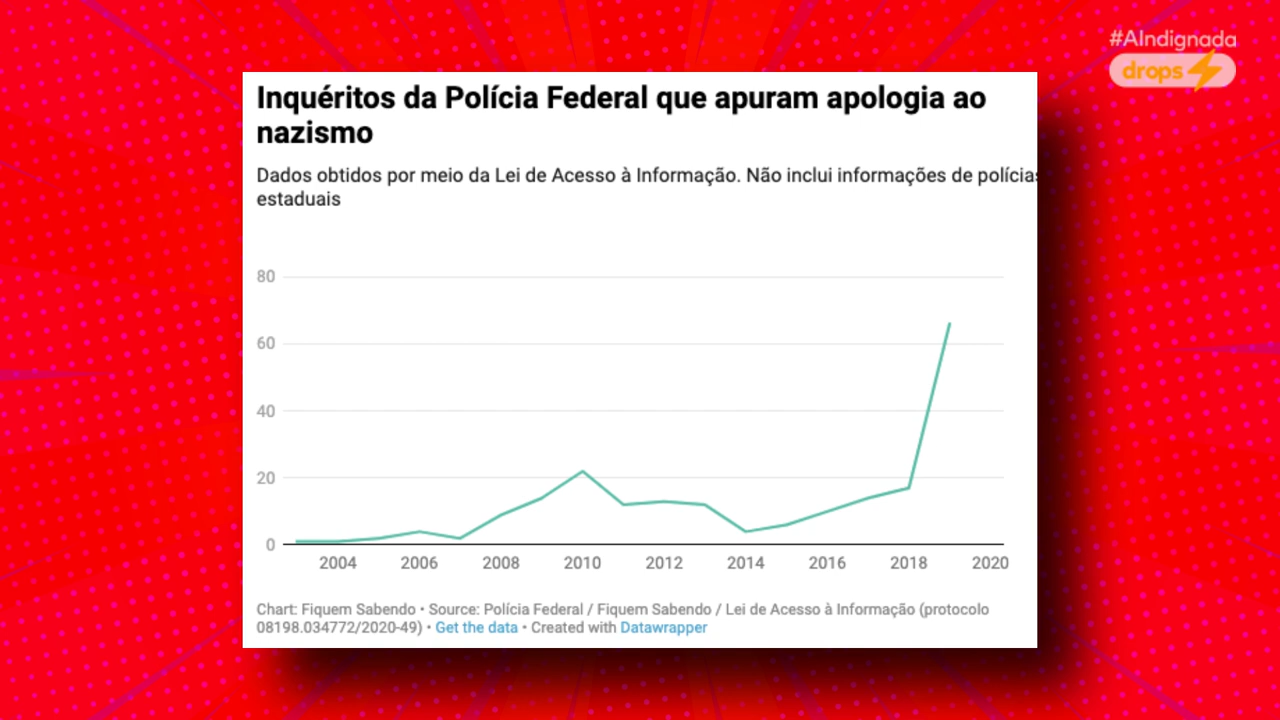 #AIndignada
drops
Inquéritos da Polícia Federal que apuram apologia ao
nazismo
Dados obtidos por meio da Lei de Acesso à Informação. Não inclui informações de polícias
estaduais
80
60
40
20
0
2004 2006 2008 2010 2012 2014 2016 2018 2020
Chart: Fiquem Sabendo • Source: Polícia Federal / Fiquem Sabendo / Lei de Acesso à Informação (protocolo
08198.034772/2020-49) • Get the data • Created with Datawrapper